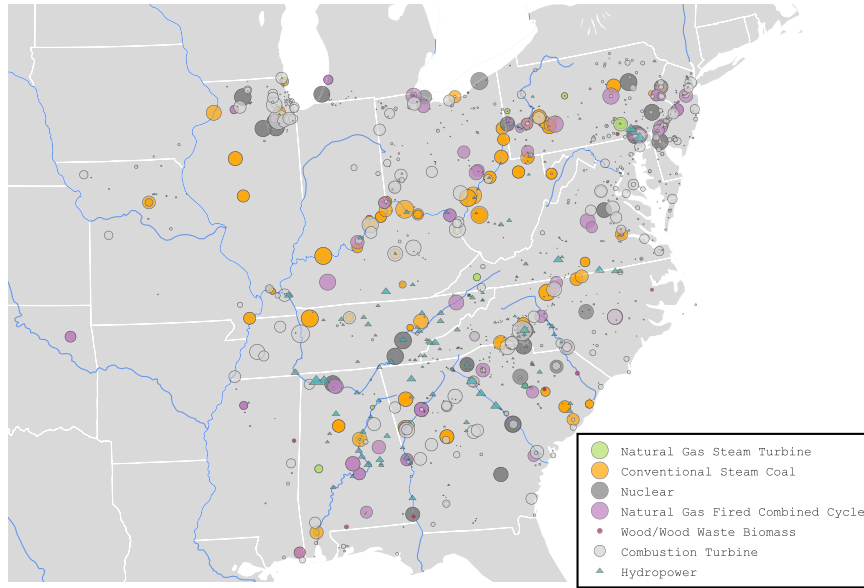 Natural Gas Steam Turbine
Conventional Steam Coal
Nuclear
Natural Gas Fired Combined Cycle
Wood/Wood Waste Biomass
Combustion Turbine
Hydropower